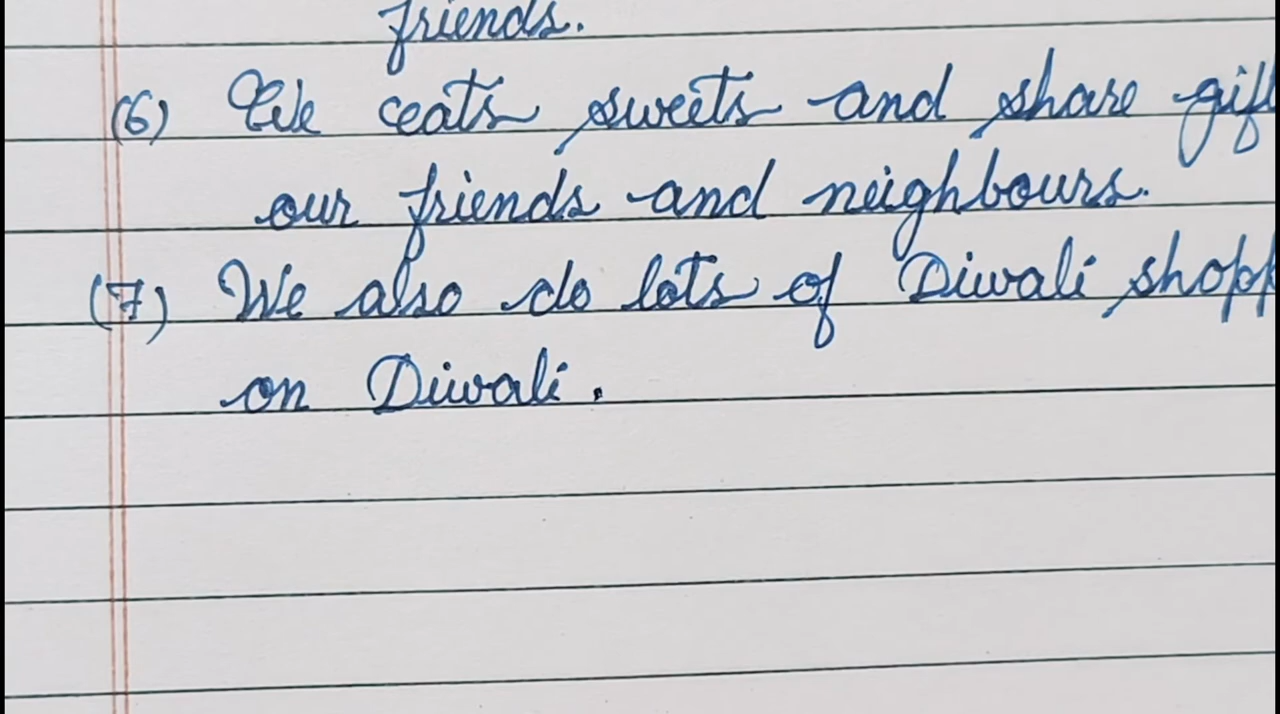 friends.
(6) We eats sweets and share gif
our friends and neighbours.
(7) We also do lots of Diwali shopp
on Diwali.